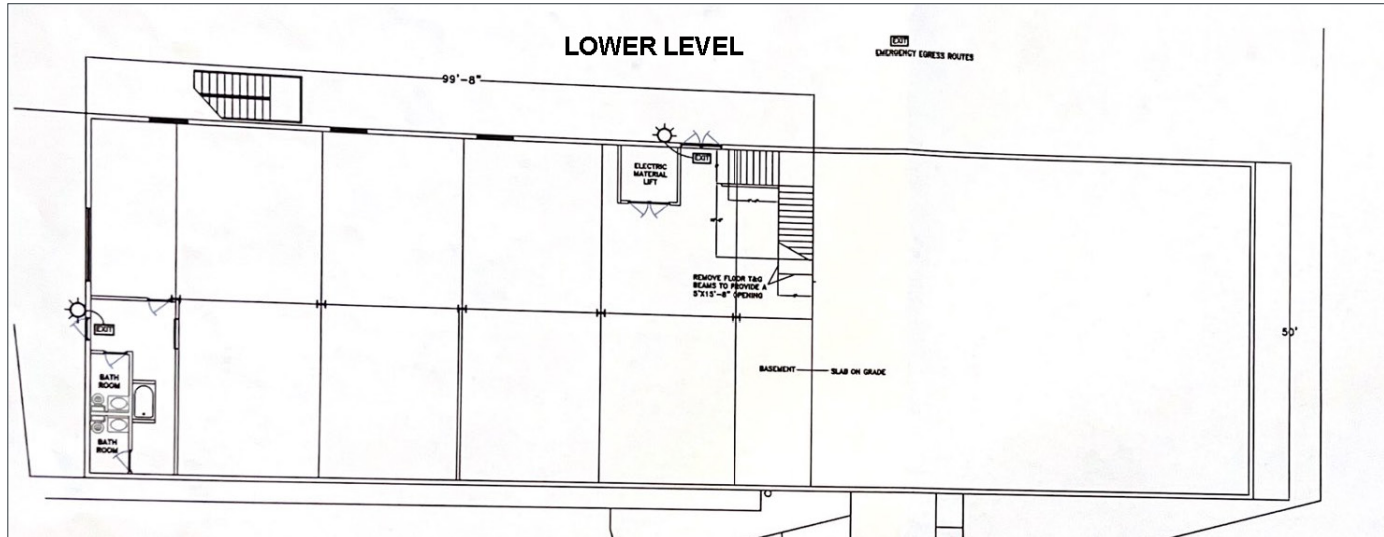 LOWER LEVEL
EXIT
EMERGENCY EGRESS ROUTES
99'-8"
EXIT
ELECTRIC
MATERIAL
LIFT
REMOVE FLOOR T&G
BEAMS TO PROVIDE A
5'X15'-8" OPENING
EXIT
50'
BASEMENT
SLAB ON GRADE
BATH
ROOM
BATH
ROOM